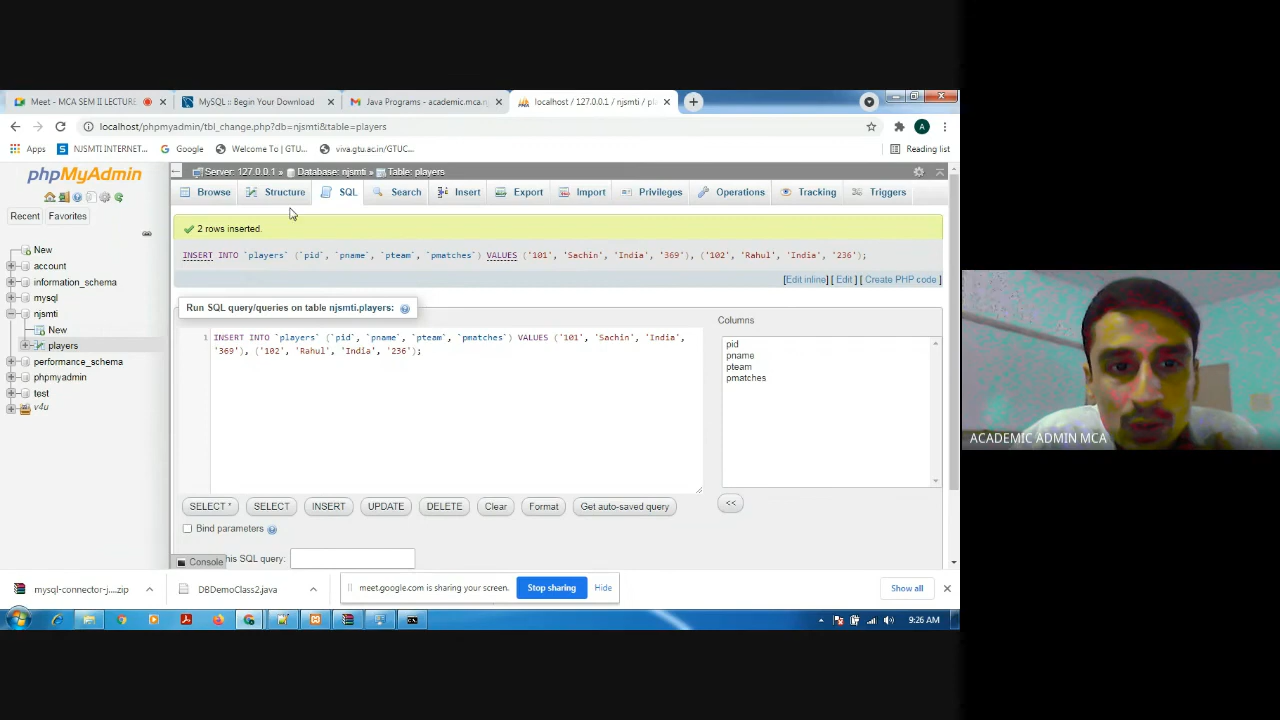 Meet - MCA SEM II LECTURE
MySQL :: Begin Your Download
Java Programs - academic.mca.n
localhost / 127.0.0.1 / njsmti / pl
localhost/phpmyadmin/tbl_change.php?db=njsmti&table=players
A
Apps
NJSMTI INTERNET...
Google
Welcome To | GTU...
viva.gtu.ac.in/GTUC...
Reading list
phpMyAdmin
Server: 127.0.0.1 » Database: njsmti » Table: players
Browse
Structure
SQL
Search
Insert
Export
Import
Privileges
Operations
Tracking
Triggers
Recent
Favorites
New
account
information_schema
mysql
njsmti
New
players
performance_schema
phpmyadmin
test
v4u
2 rows inserted.
INSERT INTO `players` (`pid`, `pname`, `pteam`, `pmatches`) VALUES ('101', 'Sachin', 'India', '369'), ('102', 'Rahul', 'India', '236');
[Edit inline] [ Edit ] [ Create PHP code ]
Run SQL query/queries on table njsmti.players:
1 INSERT INTO `players` (`pid`, `pname`, `pteam`, `pmatches`) VALUES ('101', 'Sachin', 'India',
'369'), ('102', 'Rahul', 'India', '236');
Columns
pid
pname
pteam
pmatches
SELECT *
SELECT
INSERT
UPDATE
DELETE
Clear
Format
Get auto-saved query
<<
Bind parameters
Console
this SQL query:
mysql-connector-j....zip
DBDemoClass2.java
meet.google.com is sharing your screen.
Stop sharing
Hide
Show all
9:26 AM
ACADEMIC ADMIN MCA